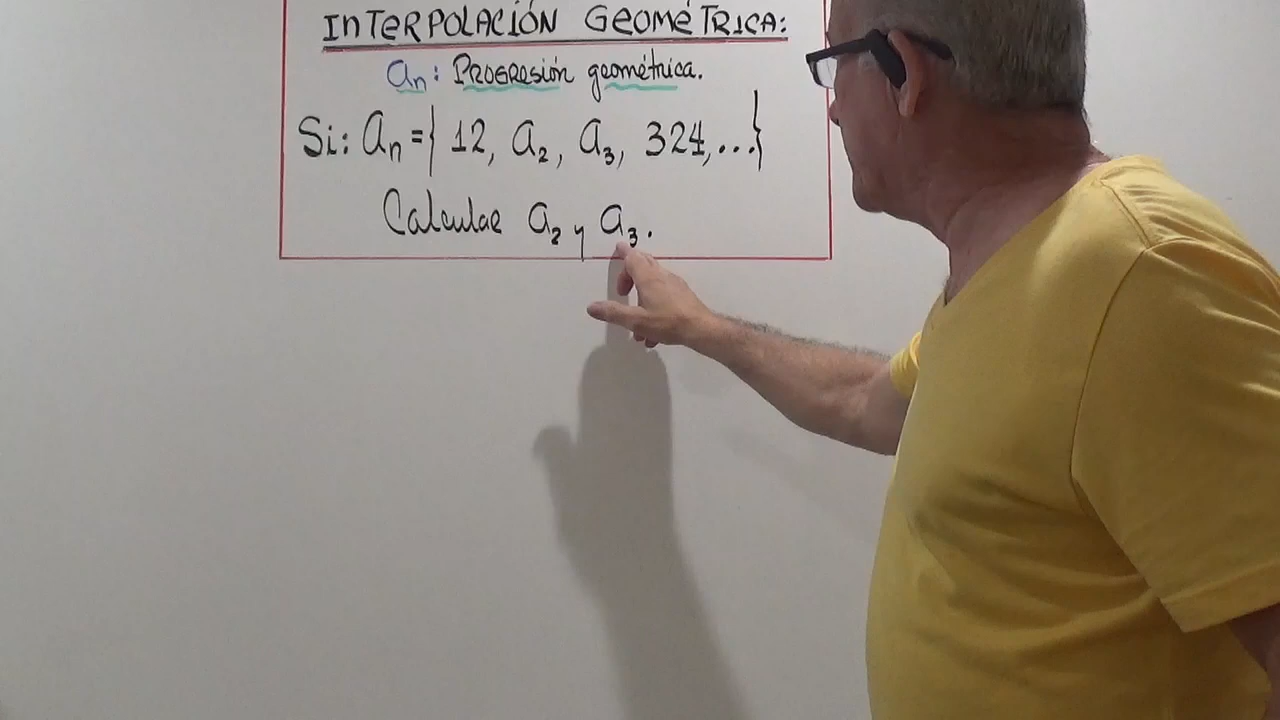 INTERPOLACIÓN GEOMÉTRICA:
an: PROGRESIÓN geométrica.
Si: an = { 12, a2, a3, 324, ... }
Calcular a2 y a3.